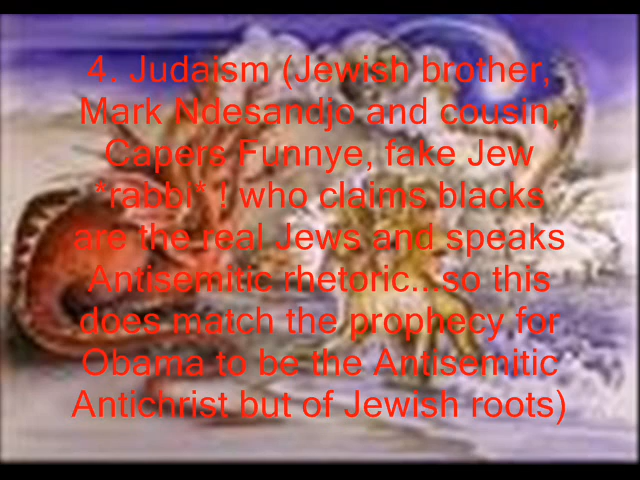 4. Judaism (Jewish brother,
Mark Ndesandjo and cousin,
Capers Funnye, fake Jew
*rabbi* ! who claims blacks
are the real Jews and speaks
Antisemitic rhetoric...so this
does match the prophecy for
Obama to be the Antisemitic
Antichrist but of Jewish roots)